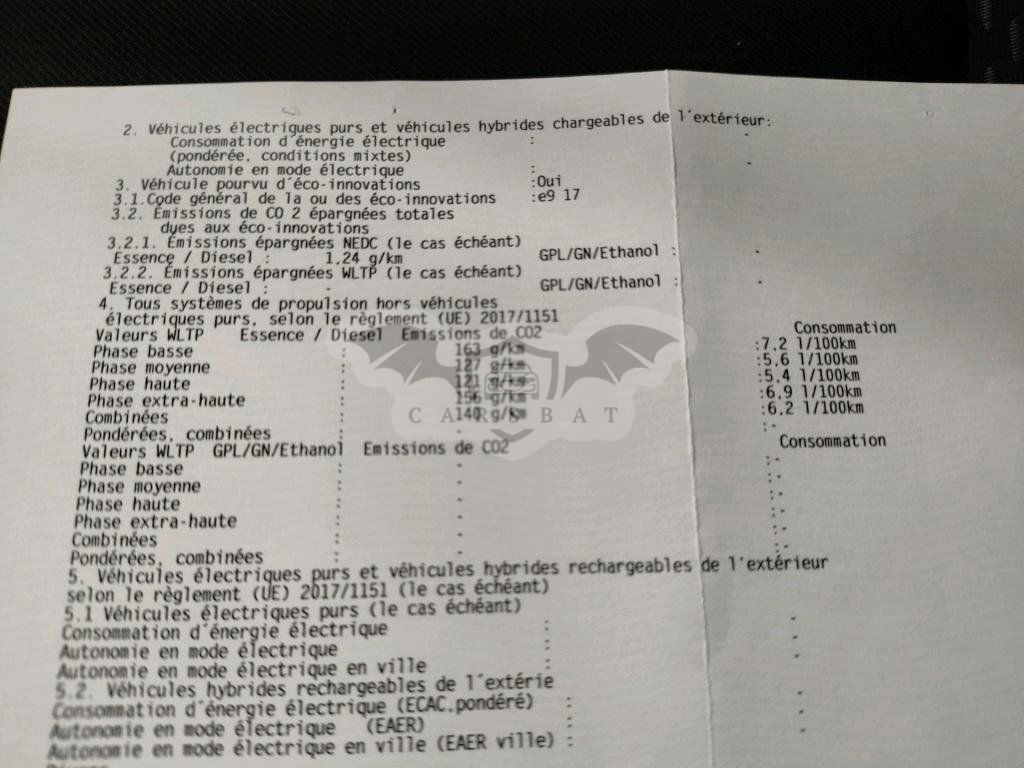 2. Véhicules électriques purs et véhicules hybrides chargeables de l'extérieur:
Consommation d'énergie électrique : -
(pondérée, conditions mixtes)
Autonomie en mode électrique : -
3. Véhicule pourvu d'éco-innovations :Oui
3.1.Code général de la ou des éco-innovations :e9 17
3.2. Émissions de CO 2 épargnées totales
dues aux éco-innovations
3.2.1. Émissions épargnées NEDC (le cas échéant)
Essence / Diesel : 1,24 g/km GPL/GN/Ethanol : -
3.2.2. Émissions épargnées WLTP (le cas échéant)
Essence / Diesel : - GPL/GN/Ethanol : -
4. Tous systèmes de propulsion hors véhicules
électriques purs, selon le règlement (UE) 2017/1151
Valeurs WLTP Essence / Diesel Emissions de CO2 Consommation
Phase basse : 163 g/km :7,2 l/100km
Phase moyenne : 127 g/km :5,6 l/100km
Phase haute : 121 g/km :5,4 l/100km
Phase extra-haute : 156 g/km :6,9 l/100km
Combinées : 140 g/km :6,2 l/100km
Pondérées, combinées : - :-
Valeurs WLTP GPL/GN/Ethanol Emissions de CO2 Consommation
Phase basse : - :-
Phase moyenne : - :-
Phase haute : - :-
Phase extra-haute : - :-
Combinées : - :-
Pondérées, combinées : - :-
5. Véhicules électriques purs et véhicules hybrides rechargeables de l'extérieur
selon le règlement (UE) 2017/1151 (le cas échéant)
5.1 Véhicules électriques purs (le cas échéant)
Consommation d'énergie électrique : -
Autonomie en mode électrique : -
Autonomie en mode électrique en ville : -
5.2. Véhicules hybrides rechargeables de l'extérie
Consommation d'énergie électrique (ECAC,pondéré) : -
Autonomie en mode électrique (EAER) : -
Autonomie en mode électrique en ville (EAER ville) : -